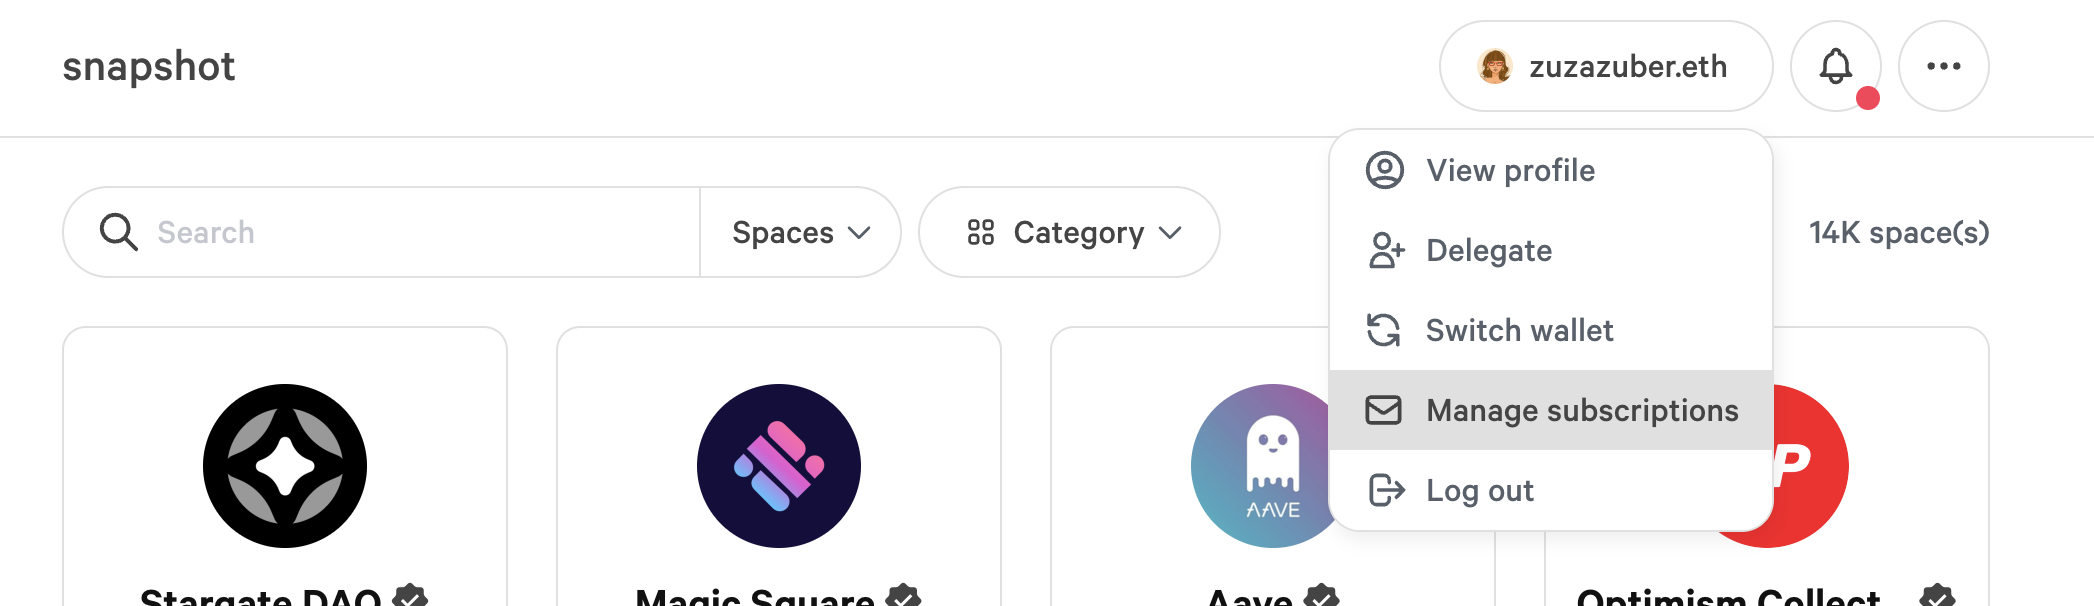 snapshot
zuzazuber.eth
Search
Spaces
Category
14K space(s)
View profile
Delegate
Switch wallet
Manage subscriptions
Log out
AAVE
P
Stargate DAO
Magic Square
Aave
Optimism Collect